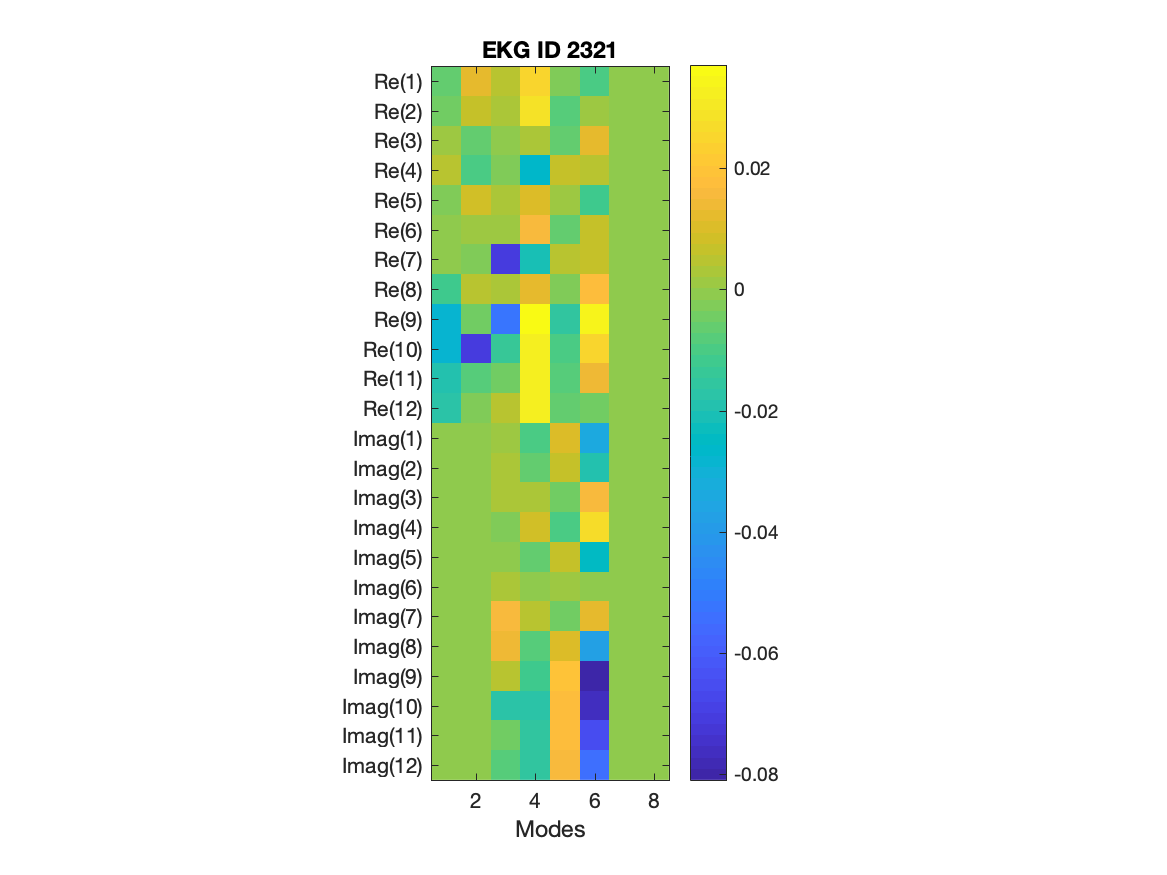 EKG ID 2321
Re(1)
Re(2)
Re(3)
Re(4)
Re(5)
Re(6)
Re(7)
Re(8)
Re(9)
Re(10)
Re(11)
Re(12)
Imag(1)
Imag(2)
Imag(3)
Imag(4)
Imag(5)
Imag(6)
Imag(7)
Imag(8)
Imag(9)
Imag(10)
Imag(11)
Imag(12)
2 4 6 8
Modes
0.02
0
-0.02
-0.04
-0.06
-0.08